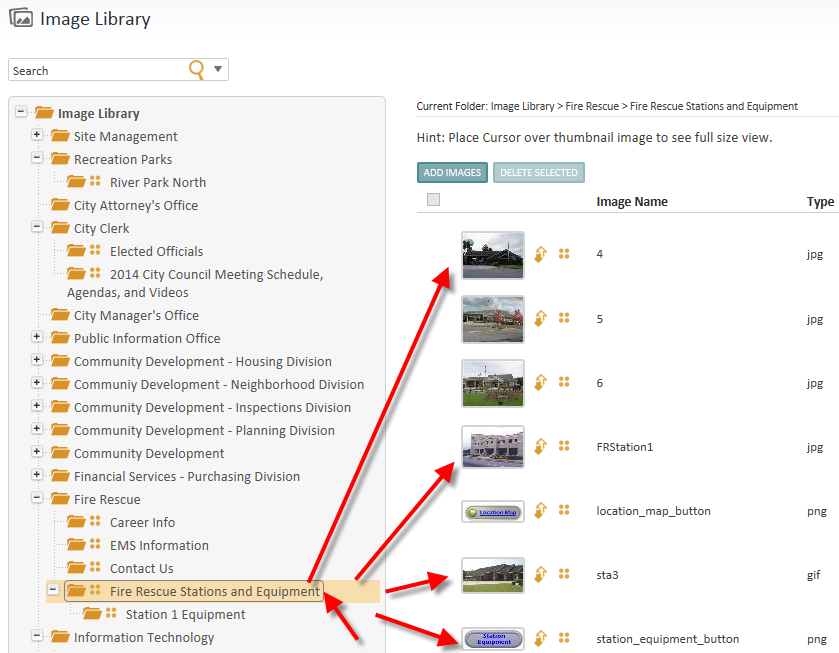 Image Library
Search
Image Library
Site Management
Recreation Parks
River Park North
City Attorney's Office
City Clerk
Elected Officials
2014 City Council Meeting Schedule,
Agendas, and Videos
City Manager's Office
Public Information Office
Community Development - Housing Division
Communiy Development - Neighborhood Division
Community Development - Inspections Division
Community Development - Planning Division
Community Development
Financial Services - Purchasing Division
Fire Rescue
Career Info
EMS Information
Contact Us
Fire Rescue Stations and Equipment
Station 1 Equipment
Information Technology
Current Folder: Image Library > Fire Rescue > Fire Rescue Stations and Equipment
Hint: Place Cursor over thumbnail image to see full size view.
ADD IMAGES DELETE SELECTED
Image Name Type
4 jpg
5 jpg
6 jpg
FRStation1 jpg
Location Map location_map_button png
sta3 gif
Station
Equipment station_equipment_button png